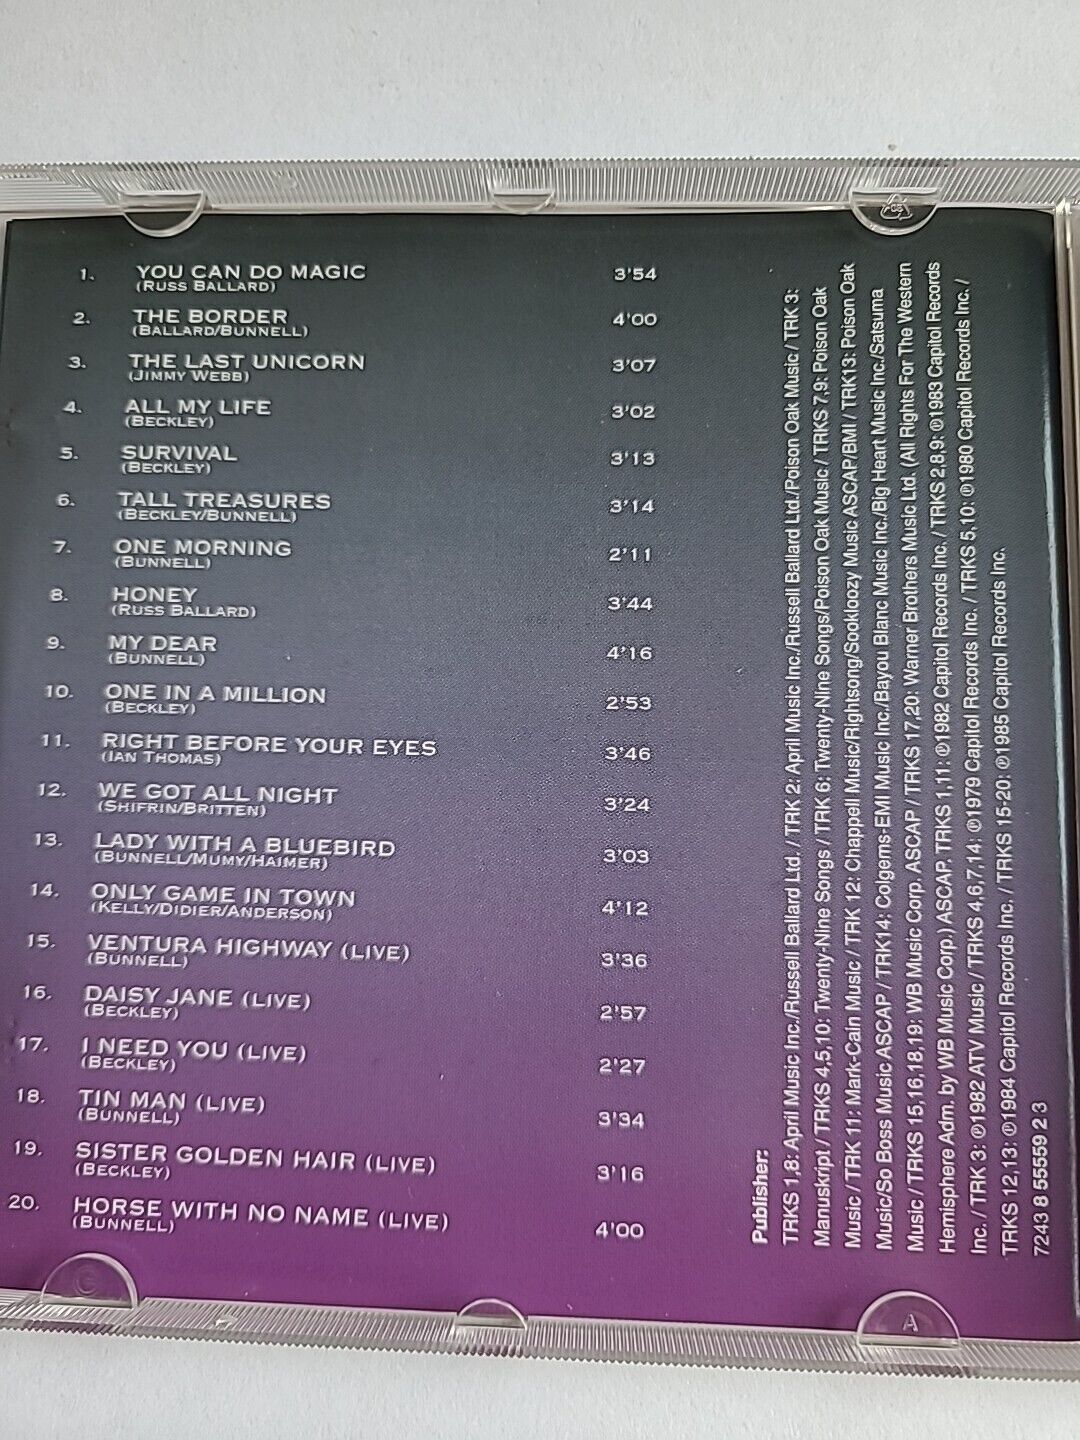 1. YOU CAN DO MAGIC 3'54
(RUSS BALLARD)
2. THE BORDER 4'00
(BALLARD/BUNNELL)
3. THE LAST UNICORN 3'07
(JIMMY WEBB)
4. ALL MY LIFE 3'02
(BECKLEY)
5. SURVIVAL 3'13
(BECKLEY)
6. TALL TREASURES 3'14
(BECKLEY/BUNNELL)
7. ONE MORNING 2'11
(BUNNELL)
8. HONEY 3'44
(RUSS BALLARD)
9. MY DEAR 4'16
(BUNNELL)
10. ONE IN A MILLION 2'53
(BECKLEY)
11. RIGHT BEFORE YOUR EYES 3'46
(IAN THOMAS)
12. WE GOT ALL NIGHT 3'24
(SHIFRIN/BRITTEN)
13. LADY WITH A BLUEBIRD 3'03
(BUNNELL/MUMY/HAIMER)
14. ONLY GAME IN TOWN 4'12
(KELLY/DIDIER/ANDERSON)
15. VENTURA HIGHWAY (LIVE) 3'36
(BUNNELL)
16. DAISY JANE (LIVE) 2'57
(BECKLEY)
17. I NEED YOU (LIVE) 2'27
(BECKLEY)
18. TIN MAN (LIVE) 3'34
(BUNNELL)
19. SISTER GOLDEN HAIR (LIVE) 3'16
(BECKLEY)
20. HORSE WITH NO NAME (LIVE) 4'00
(BUNNELL)
Publisher:
TRKS 1,8: April Music Inc./Russell Ballard Ltd. / TRK 2: April Music Inc./Russell Ballard Ltd./Poison Oak Music / TRK 3:
Manuskript / TRKS 4,5,10: Twenty-Nine Songs / TRK 6: Twenty-Nine Songs/Poison Oak Music / TRKS 7,9: Poison Oak
Music / TRK 11: Mark-Cain Music / TRK 12: Chappell Music/Rightsong/Sookloozy Music ASCAP/BMI / TRK13: Poison Oak
Music/So Boss Music ASCAP / TRK14: Colgems-EMI Music Inc./Bayou Blanc Music Inc./Big Heart Music Inc./Satsuma
Music / TRKS 15,16,18,19: WB Music Corp. ASCAP / TRKS 17,20: Warner Brothers Music Ltd. (All Rights For The Western
Hemisphere Adm. by WB Music Corp.) ASCAP. TRKS 1,11: ℗1982 Capitol Records Inc. / TRKS 2,8,9: ℗1983 Capitol Records
Inc. / TRK 3: ℗1982 ATV Music / TRKS 4,6,7,14: ℗1979 Capitol Records Inc. / TRKS 5,10: ℗1980 Capitol Records Inc. /
TRKS 12,13: ℗1984 Capitol Records Inc. / TRKS 15-20: ℗1985 Capitol Records Inc.
7243 8 55559 2 3
G
A